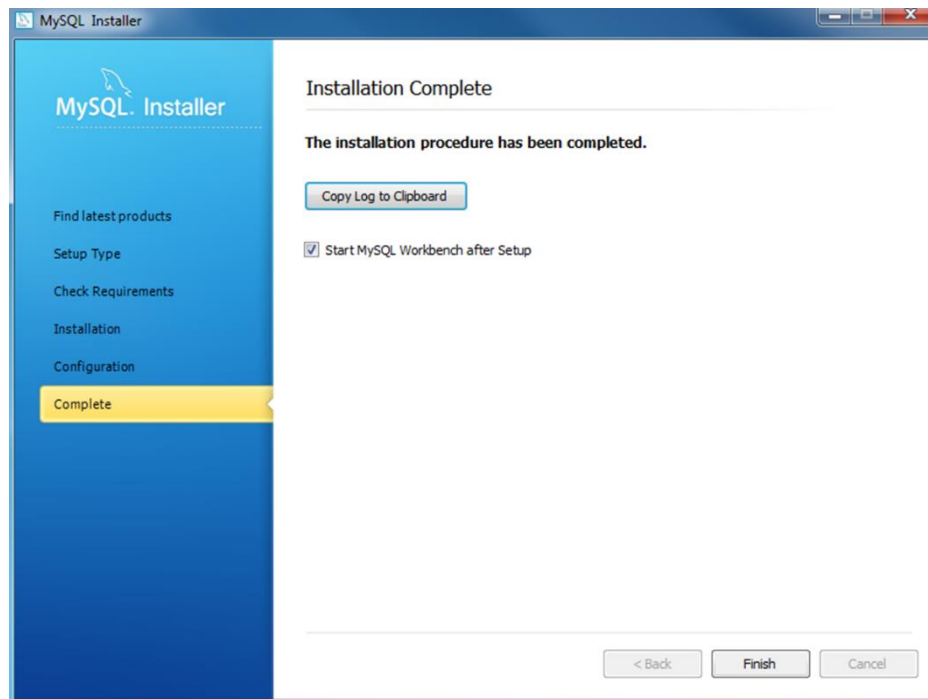 MySQL Installer
MySQL. Installer
Find latest products
Setup Type
Check Requirements
Installation
Configuration
Complete
Installation Complete
The installation procedure has been completed.
Copy Log to Clipboard
Start MySQL Workbench after Setup
< Back
Finish
Cancel